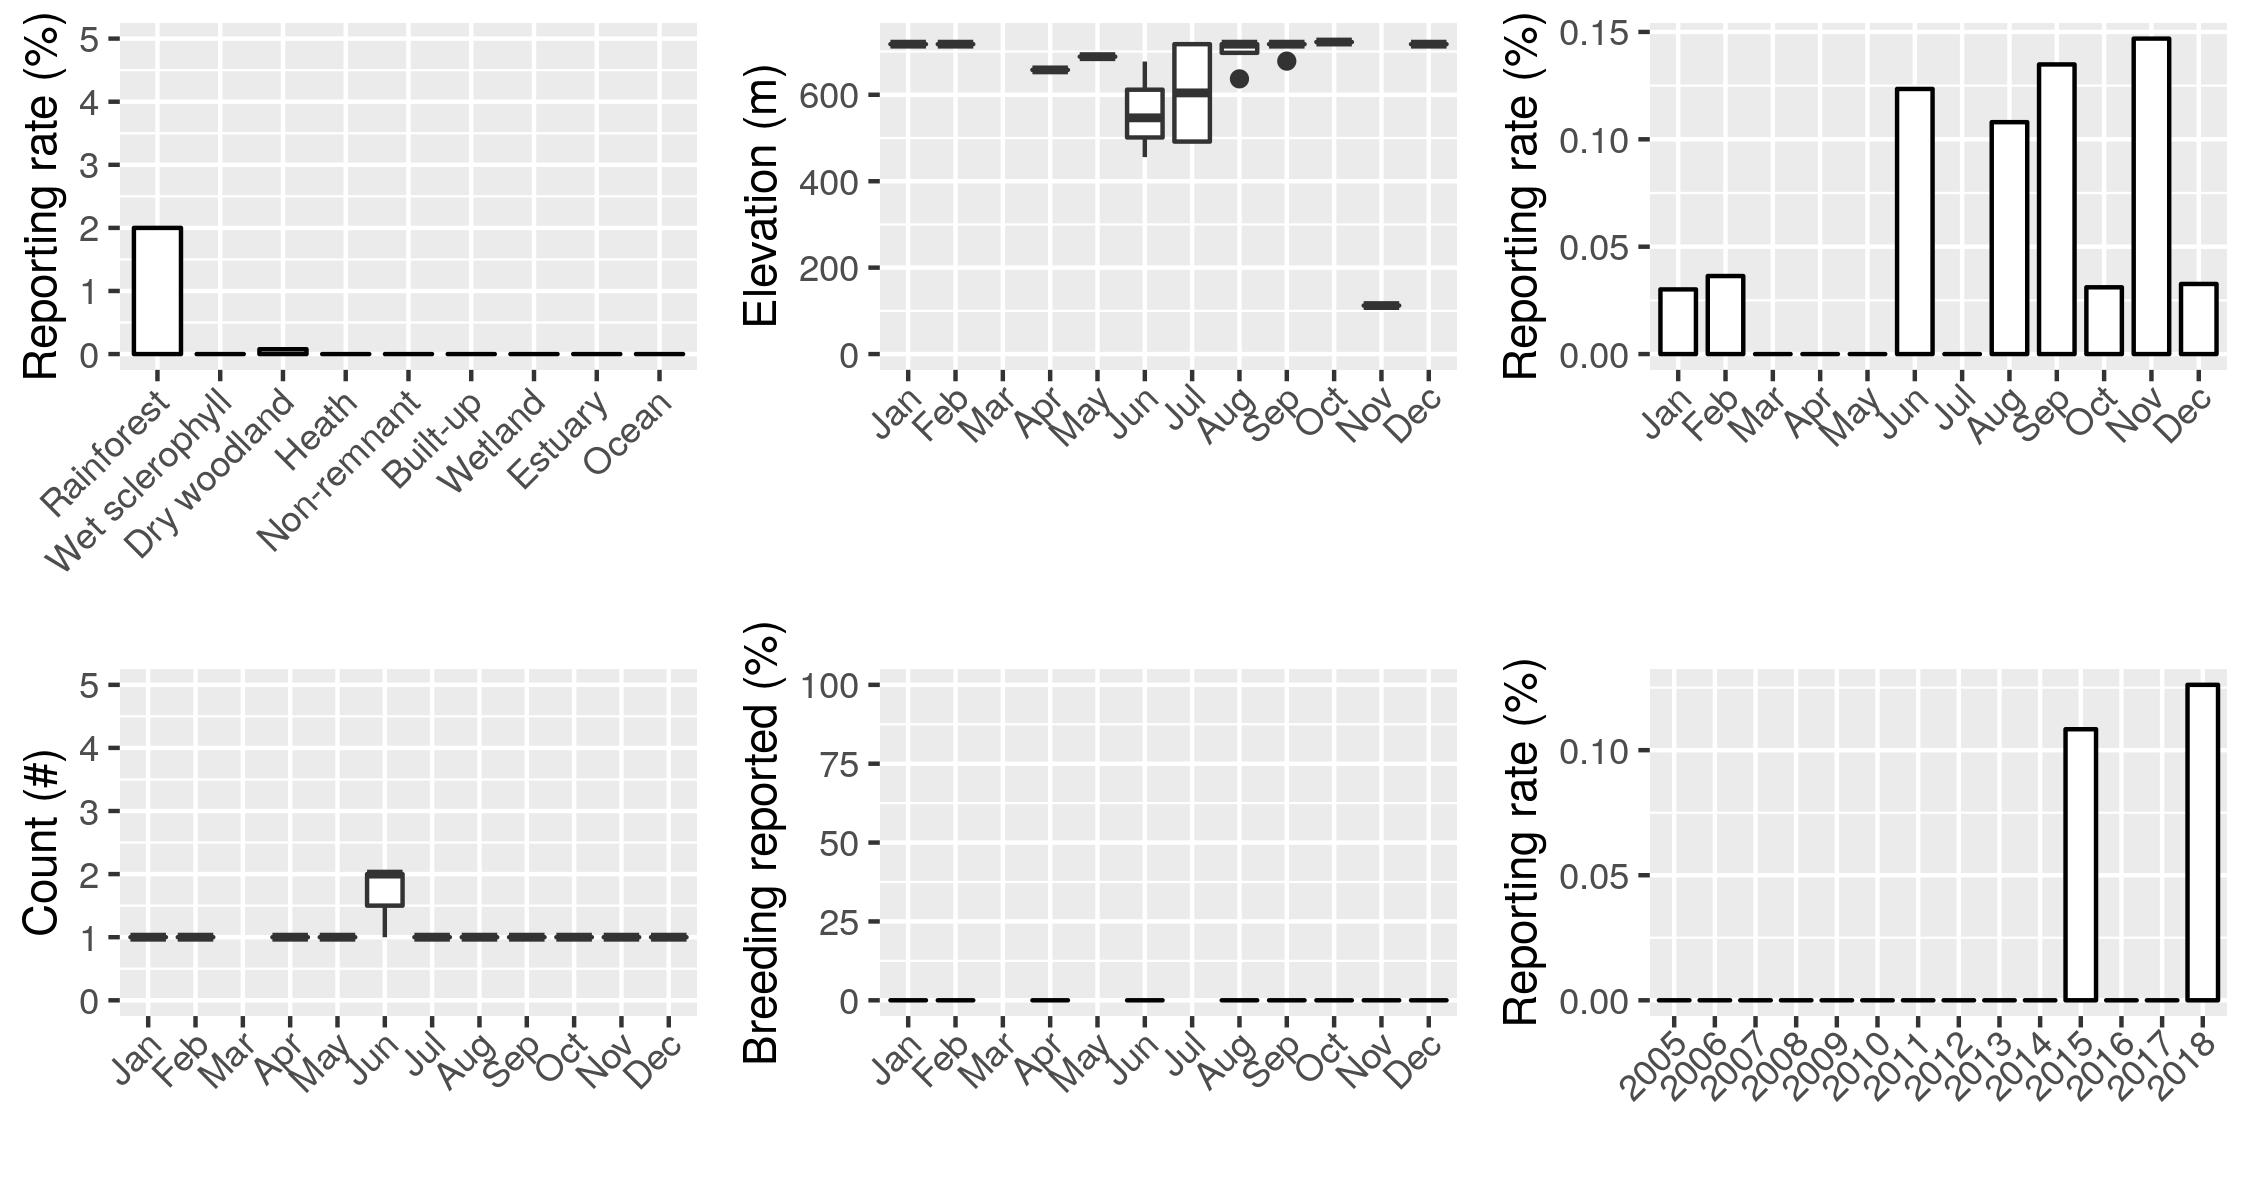 Reporting rate (%)
5
4
3
2
1
0
Rainforest
Wet sclerophyll
Dry woodland
Heath
Non-remnant
Built-up
Wetland
Estuary
Ocean
Elevation (m)
600
400
200
0
Jan
Feb
Mar
Apr
May
Jun
Jul
Aug
Sep
Oct
Nov
Dec
Reporting rate (%)
0.15
0.10
0.05
0.00
Jan
Feb
Mar
Apr
May
Jun
Jul
Aug
Sep
Oct
Nov
Dec
Count (#)
5
4
3
2
1
0
Jan
Feb
Mar
Apr
May
Jun
Jul
Aug
Sep
Oct
Nov
Dec
Breeding reported (%)
100
75
50
25
0
Jan
Feb
Mar
Apr
May
Jun
Jul
Aug
Sep
Oct
Nov
Dec
Reporting rate (%)
0.10
0.05
0.00
2005
2006
2007
2008
2009
2010
2011
2012
2013
2014
2015
2016
2017
2018